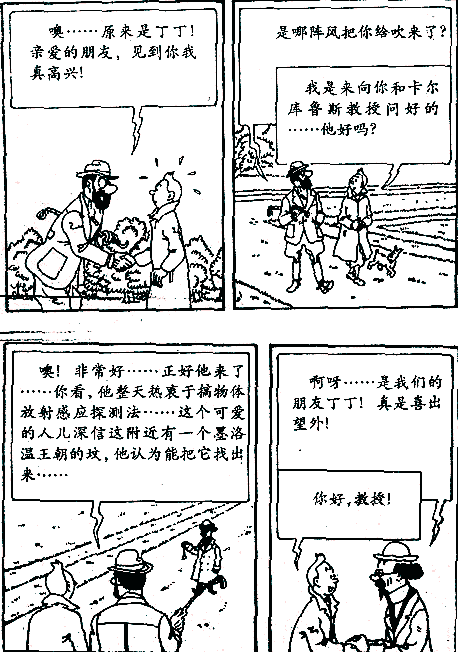 噢……原来是丁丁！
亲爱的朋友，见到你我
真高兴！
是哪阵风把你给吹来了？
我是来向你和卡尔
库鲁斯教授问好的
……他好吗？
噢！非常好……正好他来了
……你看，他整天热衷于搞物体
放射感应探测法……这个可爱
的人儿深信这附近有一个墨洛
温王朝的坟，他认为能把它找出
来……
啊呀……是我们的
朋友丁丁！真是喜出
望外！
你好，教授！